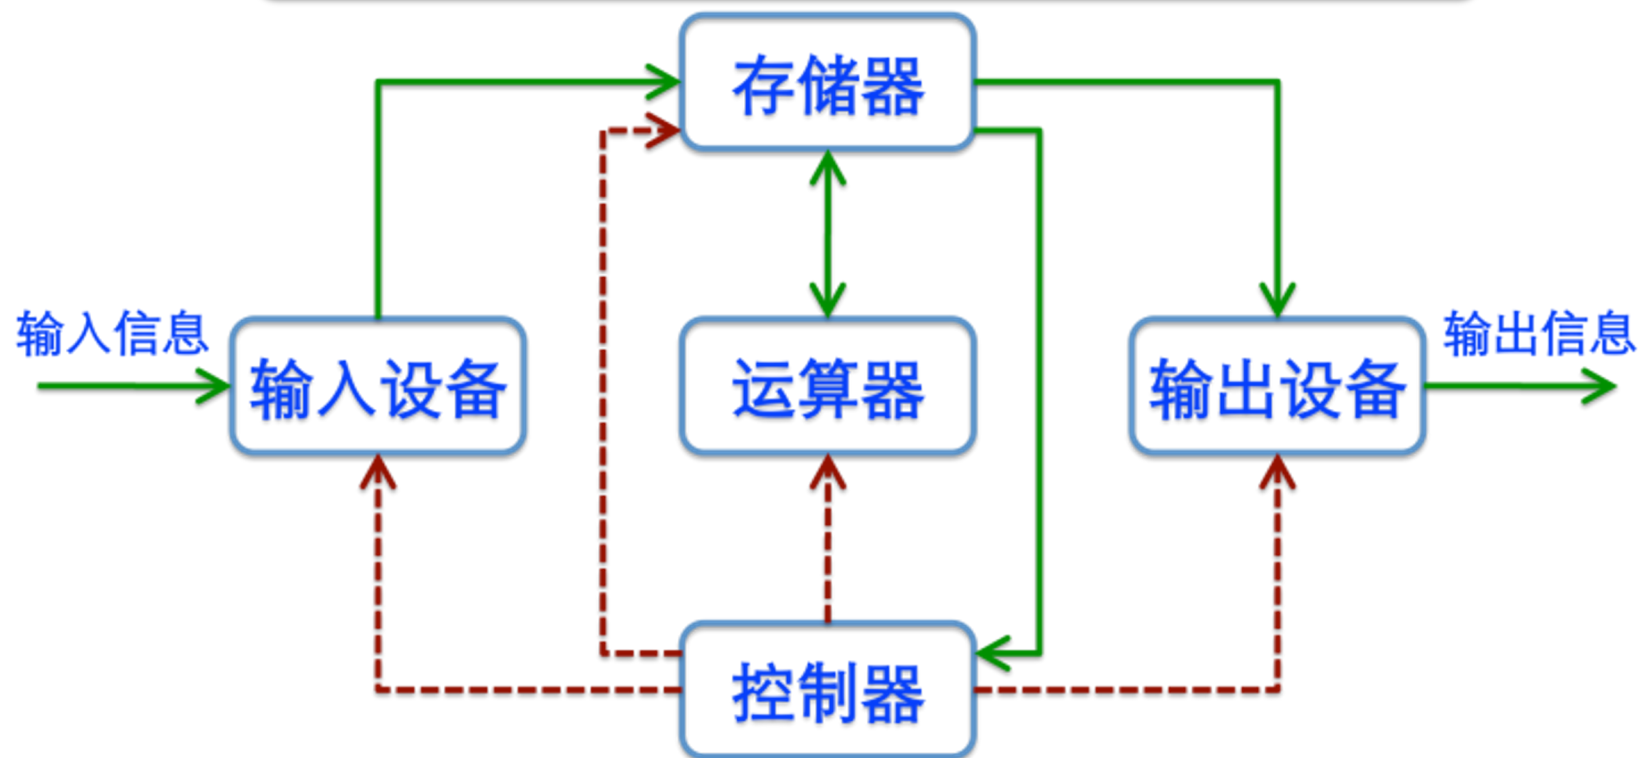 存储器
输入信息
输入设备
运算器
输出设备
输出信息
控制器